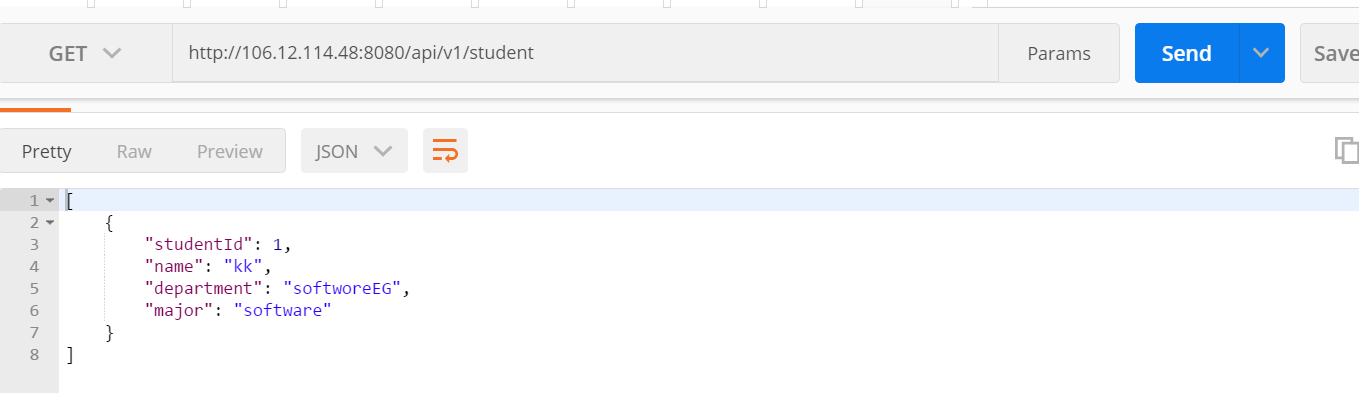 GET http://106.12.114.48:8080/api/v1/student Params Send Save
Pretty Raw Preview JSON
1 [
2 {
3 "studentId": 1,
4 "name": "kk",
5 "department": "softworeEG",
6 "major": "software"
7 }
8 ]